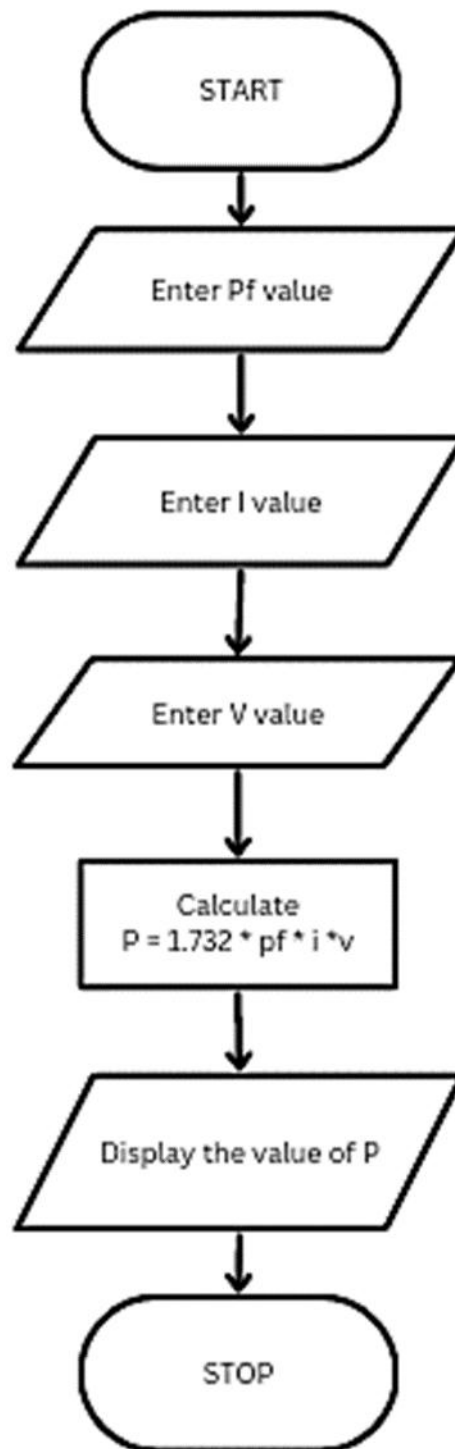 START
Enter Pf value
Enter I value
Enter V value
Calculate
P = 1.732 * pf * i *v
Display the value of P
STOP